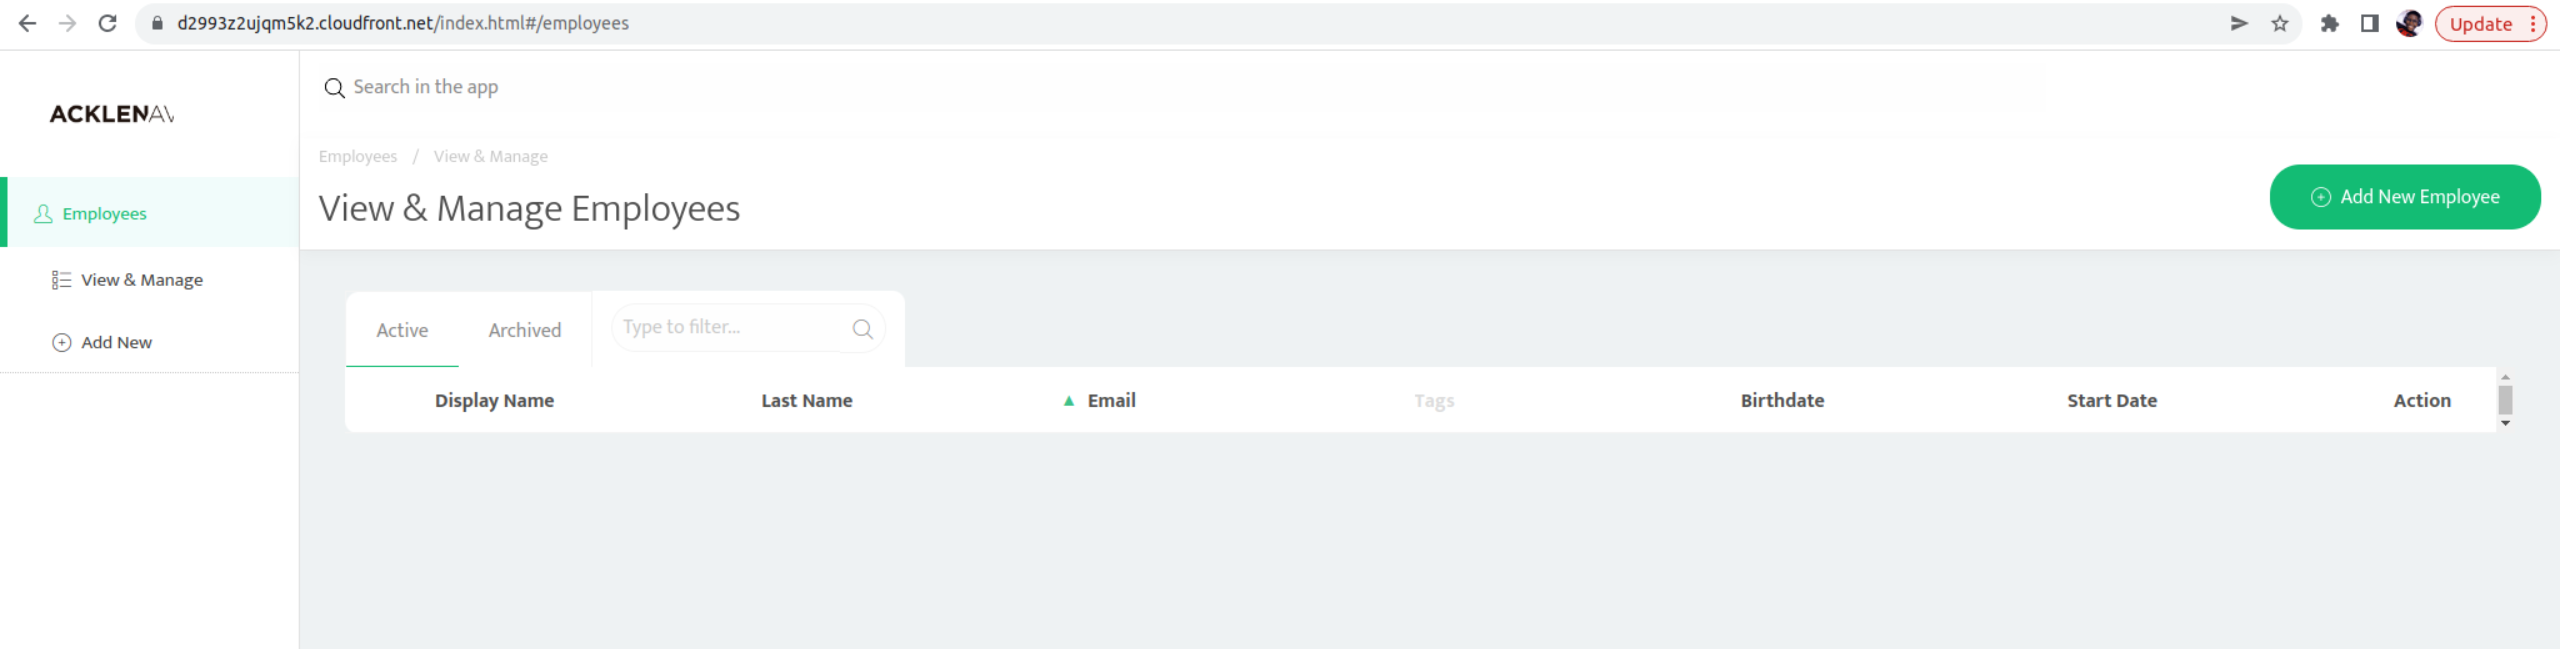 d2993z2ujqm5k2.cloudfront.net/index.html#/employees
Update
ACKLENAV
Search in the app
Employees / View & Manage
View & Manage Employees
Add New Employee
Employees
View & Manage
Add New
Active
Archived
Type to filter...
Display Name Last Name Email Tags Birthdate Start Date Action